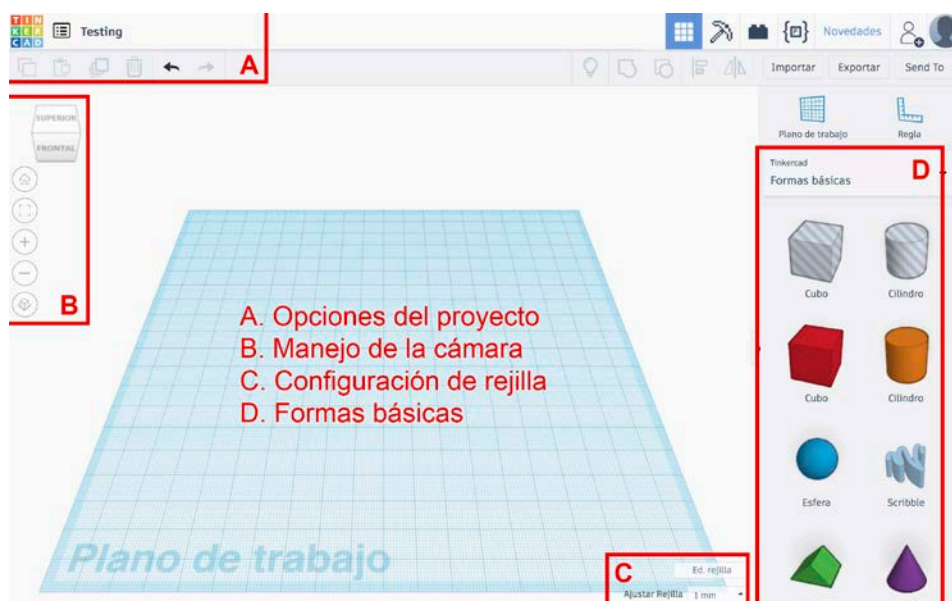 TIN
KER
CAD
Testing
Novedades
A
Importar
Exportar
Send To
SUPERIOR
FRONTAL
B
Plano de trabajo
Regla
Tinkercad
Formas básicas
D
Cubo
Cilindro
Cubo
Cilindro
Esfera
Scribble
A. Opciones del proyecto
B. Manejo de la cámara
C. Configuración de rejilla
D. Formas básicas
Plano de trabajo
C
Ed. rejilla
Ajustar Rejilla 1 mm